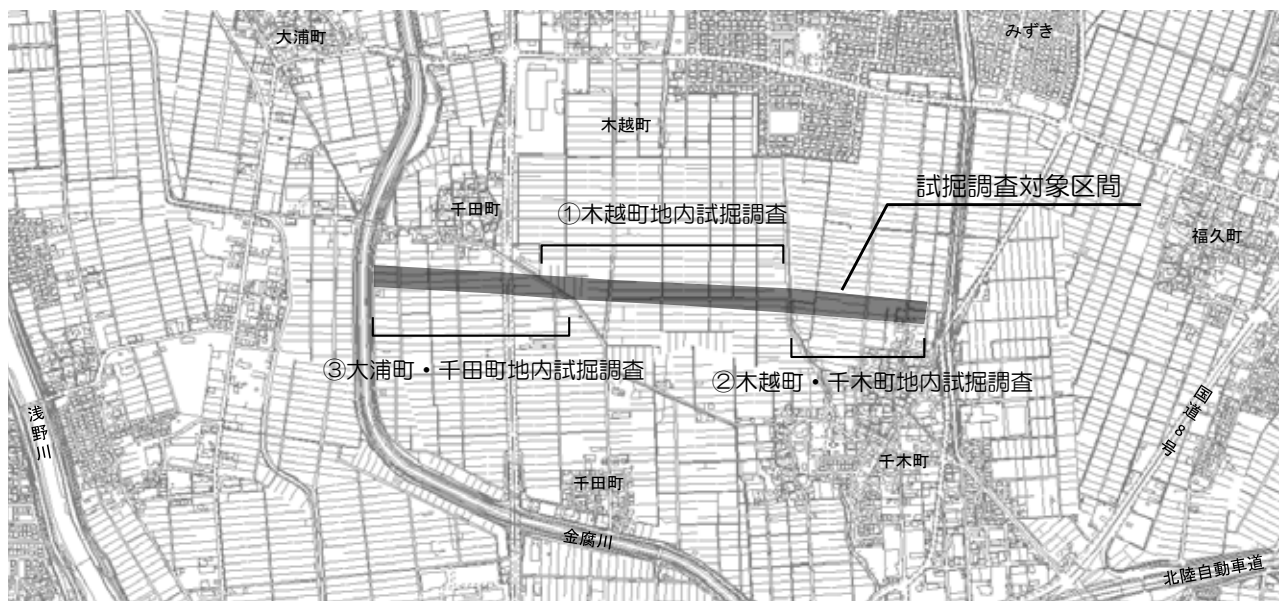 大浦町
みずき
木越町
試掘調査対象区間
千田町
①木越町地内試掘調査
福久町
③大浦町・千田町地内試掘調査
②木越町・千木町地内試掘調査
浅野川
国道8号
千木町
千田町
金腐川
北陸自動車道